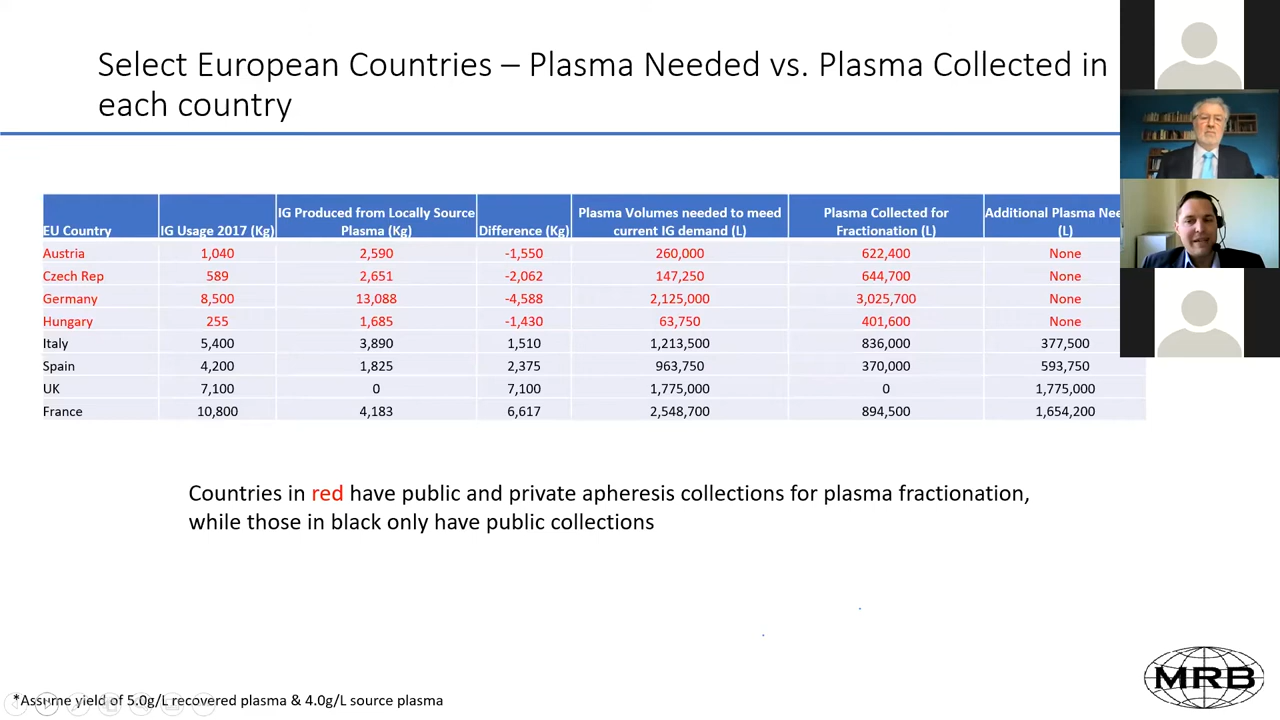 Select European Countries – Plasma Needed vs. Plasma Collected in
each country
EU Country IG Usage 2017 (Kg) IG Produced from Locally Source Plasma (Kg) Difference (Kg) Plasma Volumes needed to meed current IG demand (L) Plasma Collected for Fractionation (L) Additional Plasma (L)
Austria 1,040 2,590 -1,550 260,000 622,400 None
Czech Rep 589 2,651 -2,062 147,250 644,700 None
Germany 8,500 13,088 -4,588 2,125,000 3,025,700 None
Hungary 255 1,685 -1,430 63,750 401,600 None
Italy 5,400 3,890 1,510 1,213,500 836,000 377,500
Spain 4,200 1,825 2,375 963,750 370,000 593,750
UK 7,100 0 7,100 1,775,000 0 1,775,000
France 10,800 4,183 6,617 2,548,700 894,500 1,654,200
Countries in red have public and private apheresis collections for plasma fractionation,
while those in black only have public collections
MRB
*Assume yield of 5.0g/L recovered plasma & 4.0g/L source plasma